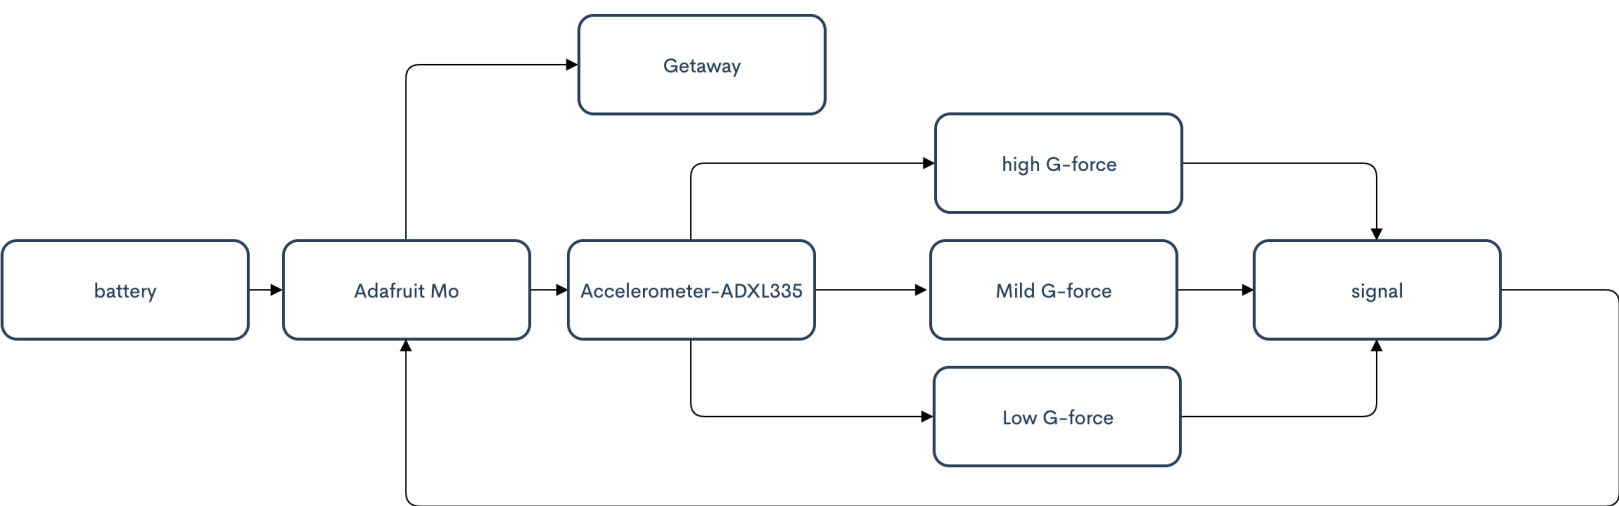 Getaway
high G-force
battery
Adafruit Mo
Accelerometer-ADXL335
Mild G-force
signal
Low G-force